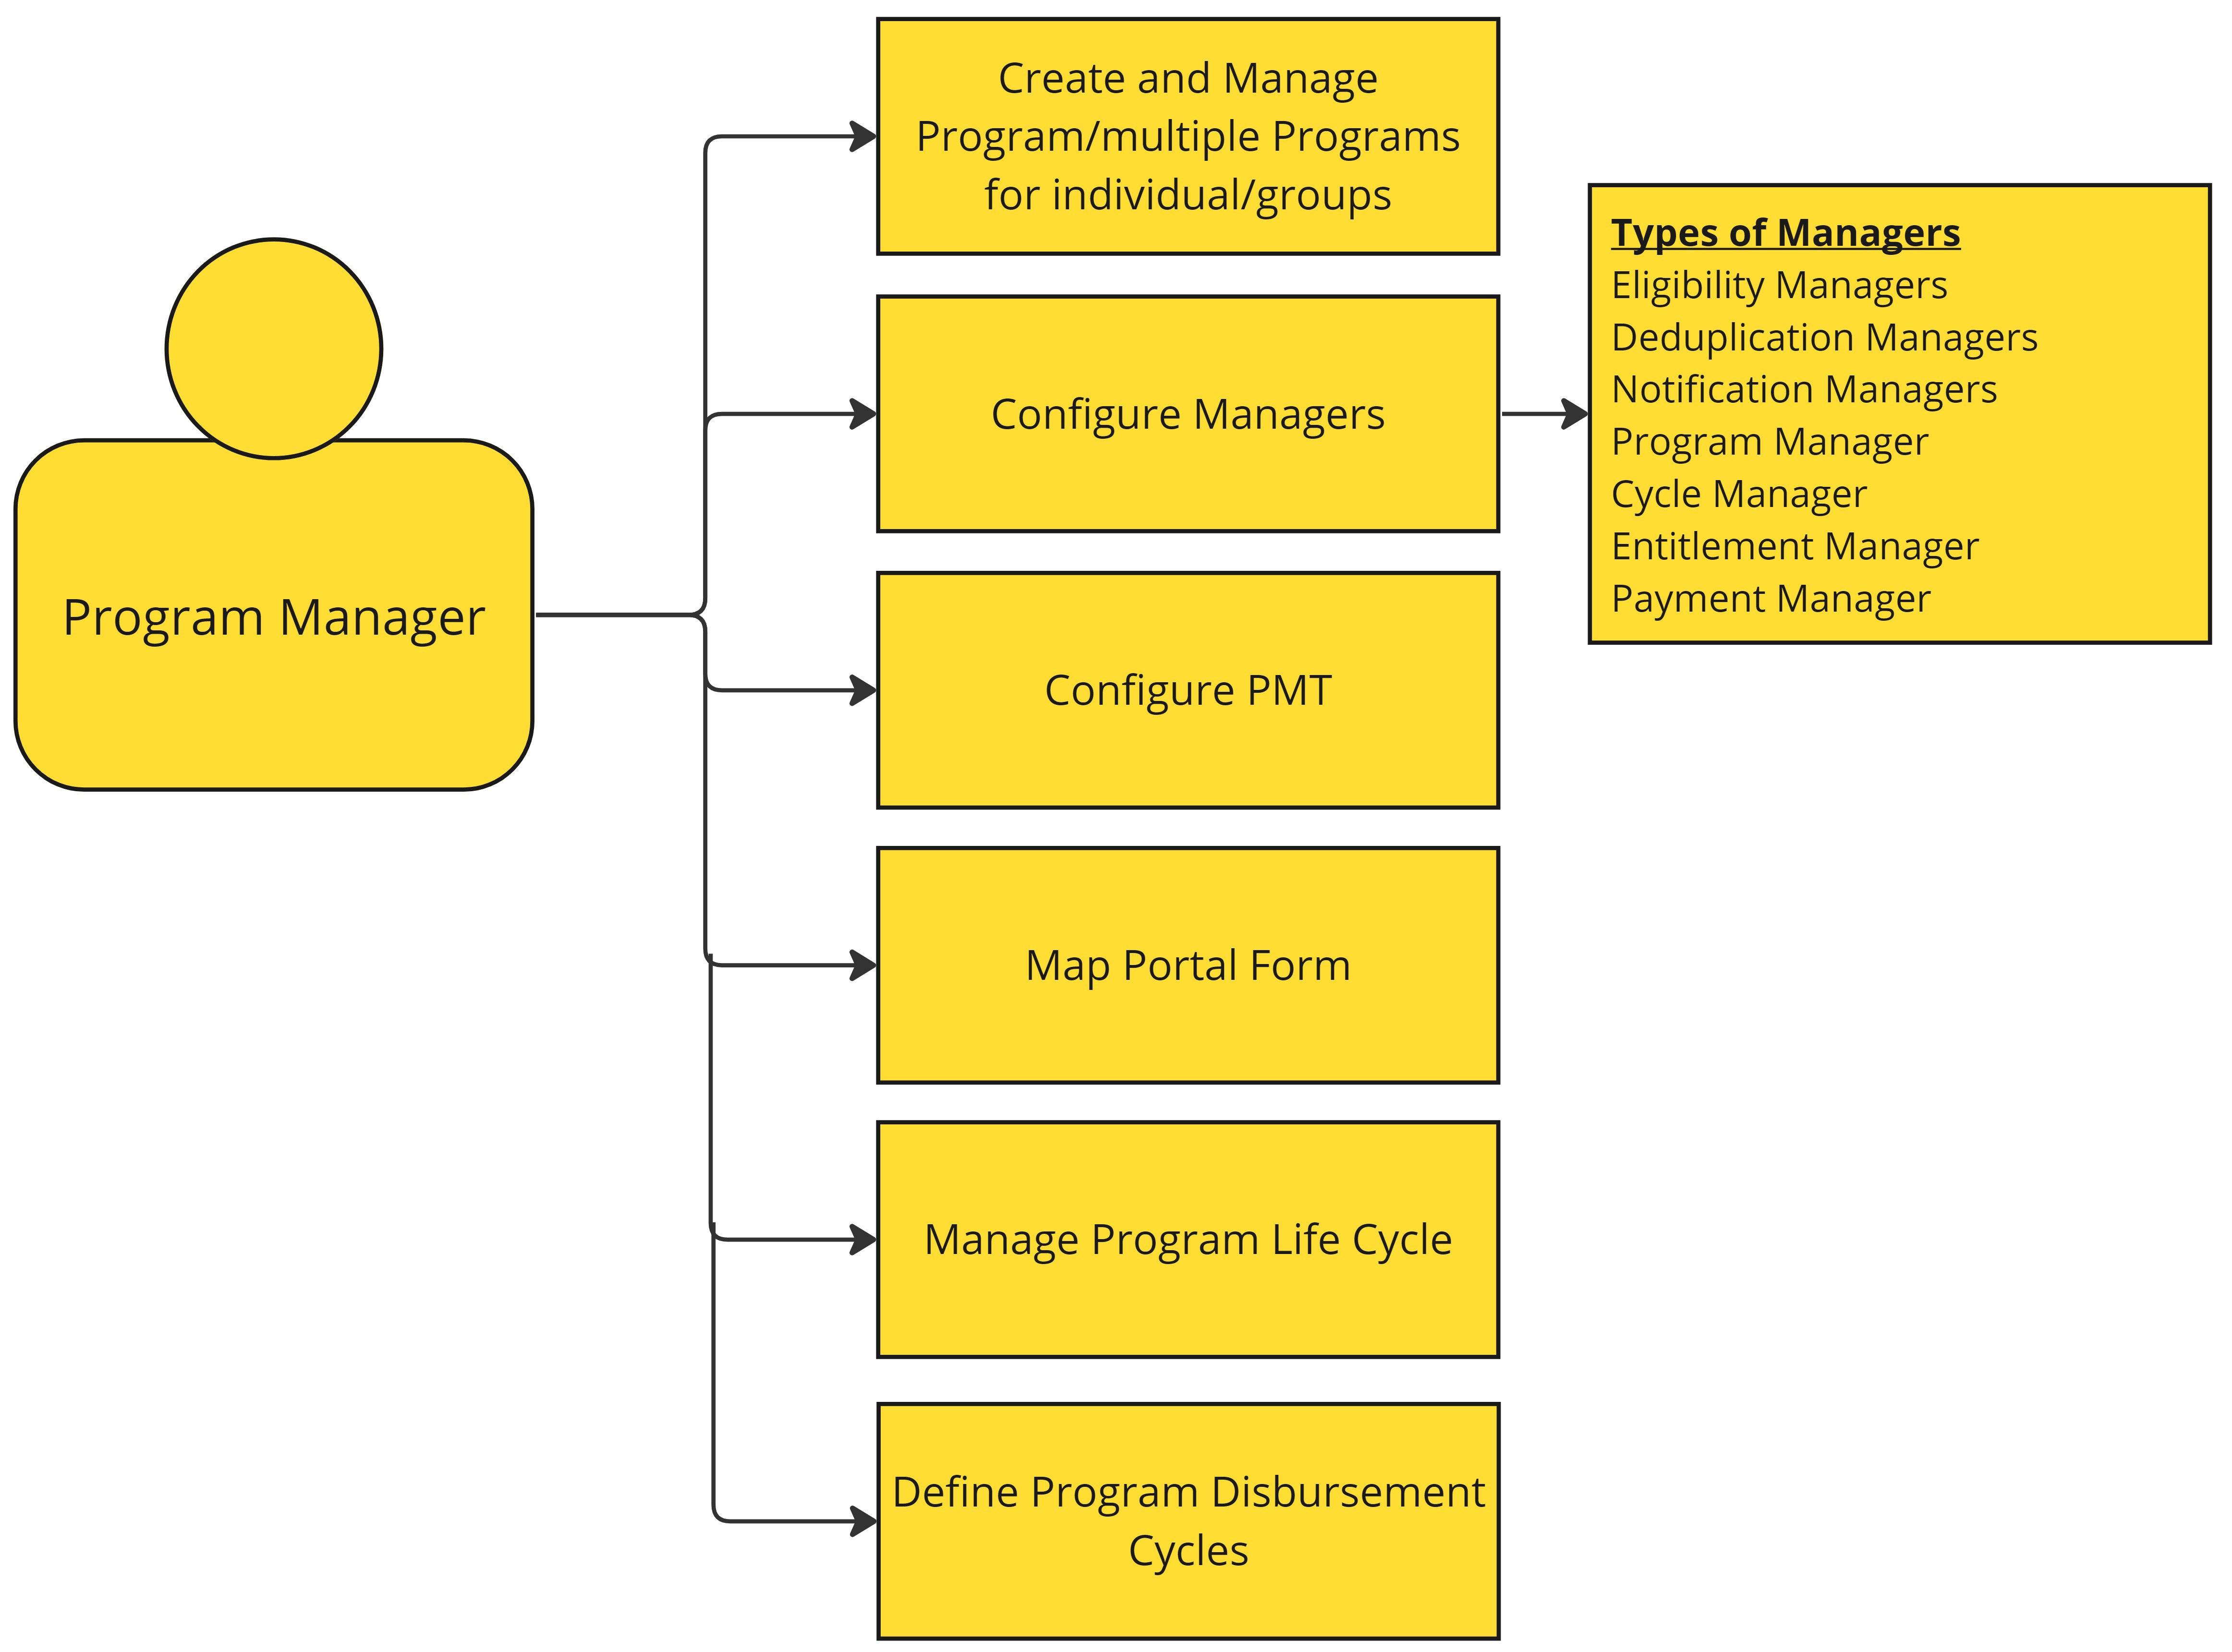 Create and Manage
Program/multiple Programs
for individual/groups
Types of Managers
Eligibility Managers
Deduplication Managers
Notification Managers
Program Manager
Cycle Manager
Entitlement Manager
Payment Manager
Configure Managers
Program Manager
Configure PMT
Map Portal Form
Manage Program Life Cycle
Define Program Disbursement
Cycles